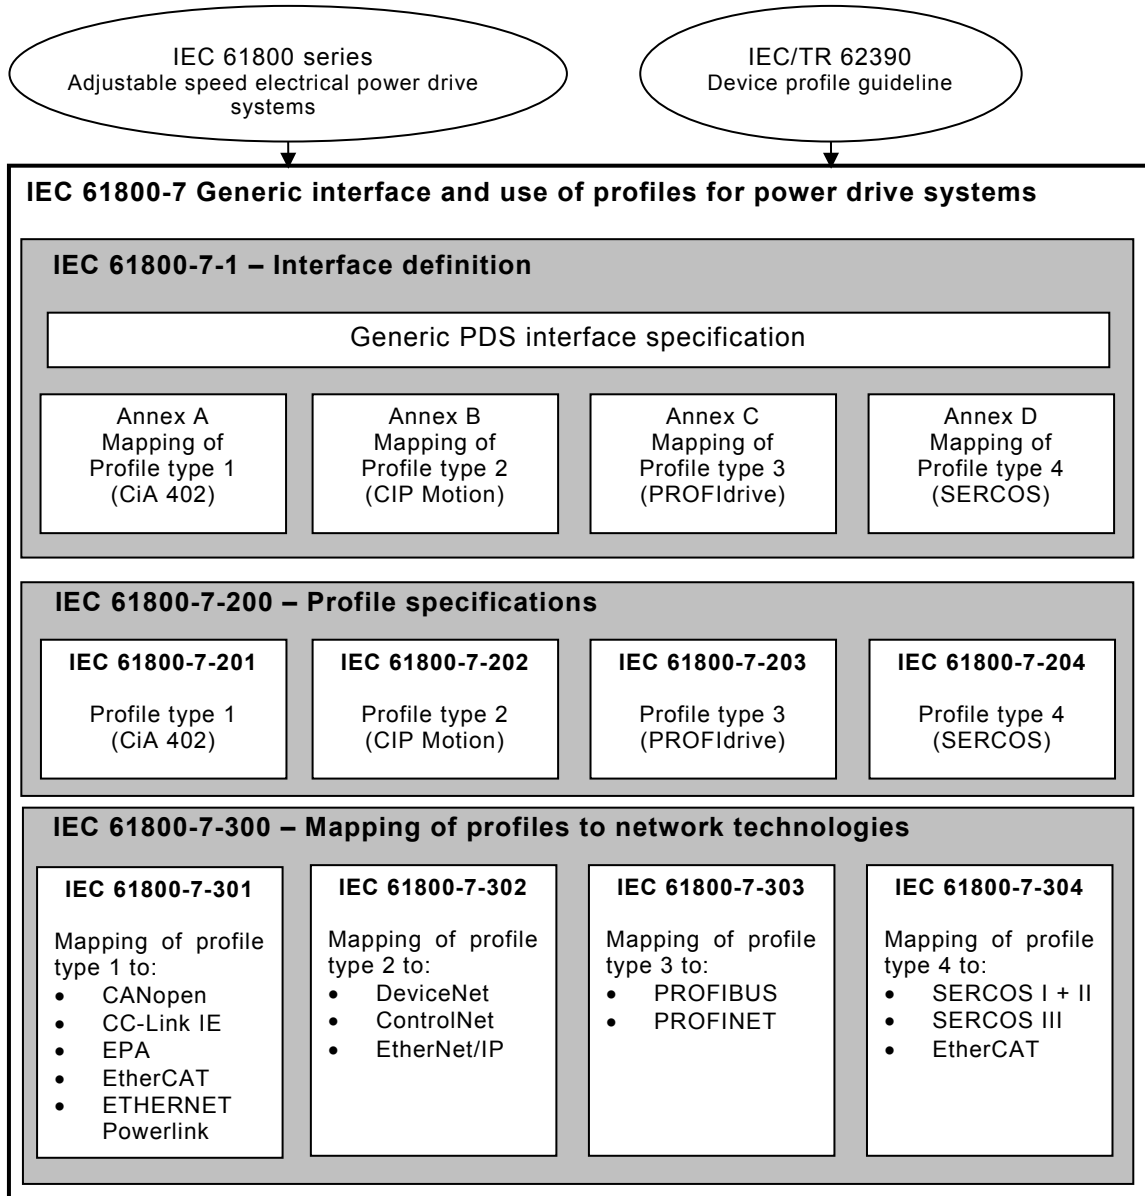 IEC 61800 series
Adjustable speed electrical power drive
systems
IEC/TR 62390
Device profile guideline
IEC 61800-7 Generic interface and use of profiles for power drive systems
IEC 61800-7-1 – Interface definition
Generic PDS interface specification
Annex A
Mapping of
Profile type 1
(CiA 402)
Annex B
Mapping of
Profile type 2
(CIP Motion)
Annex C
Mapping of
Profile type 3
(PROFIdrive)
Annex D
Mapping of
Profile type 4
(SERCOS)
IEC 61800-7-200 – Profile specifications
IEC 61800-7-201
Profile type 1
(CiA 402)
IEC 61800-7-202
Profile type 2
(CIP Motion)
IEC 61800-7-203
Profile type 3
(PROFIdrive)
IEC 61800-7-204
Profile type 4
(SERCOS)
IEC 61800-7-300 – Mapping of profiles to network technologies
IEC 61800-7-301
Mapping of profile
type 1 to:
• CANopen
• CC-Link IE
• EPA
• EtherCAT
• ETHERNET
Powerlink
IEC 61800-7-302
Mapping of profile
type 2 to:
• DeviceNet
• ControlNet
• EtherNet/IP
IEC 61800-7-303
Mapping of profile
type 3 to:
• PROFIBUS
• PROFINET
IEC 61800-7-304
Mapping of profile
type 4 to:
• SERCOS I + II
• SERCOS III
• EtherCAT